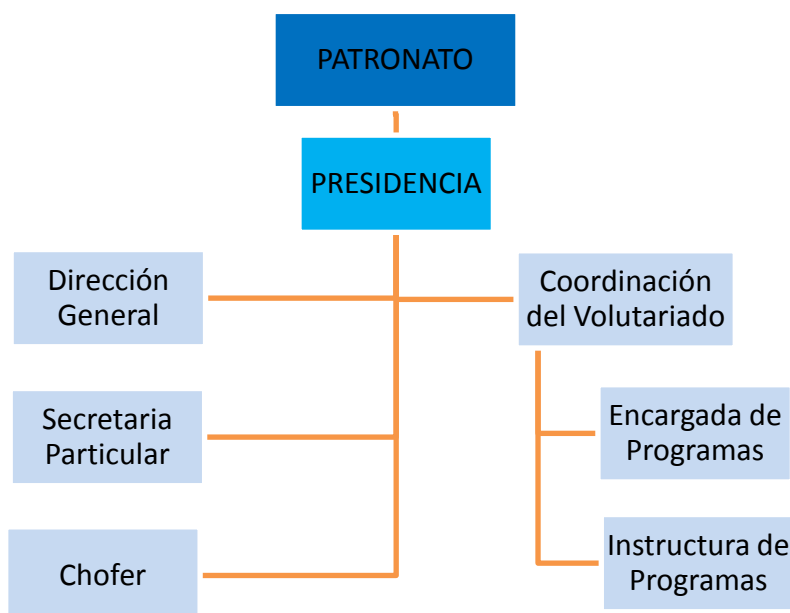 PATRONATO
PRESIDENCIA
Dirección
General
Coordinación
del Volutariado
Secretaria
Particular
Encargada de
Programas
Chofer
Instructura de
Programas